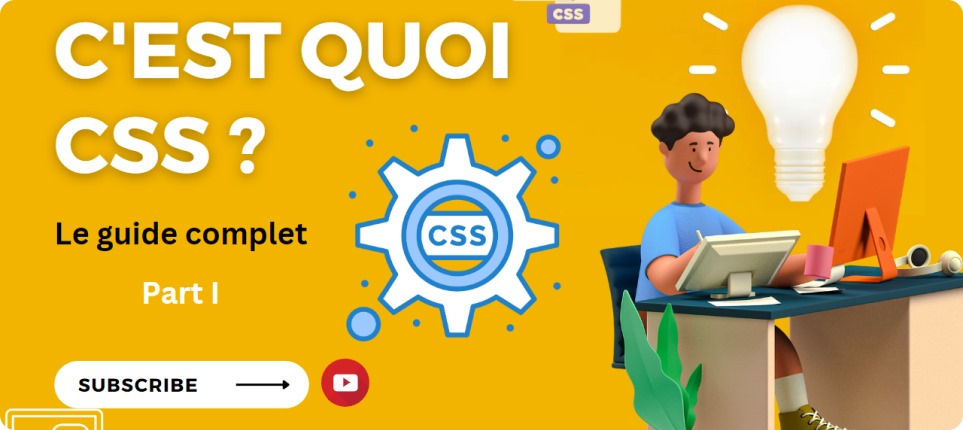 CSS
C'EST QUOI
CSS ?
Le guide complet
CSS
Part I
SUBSCRIBE